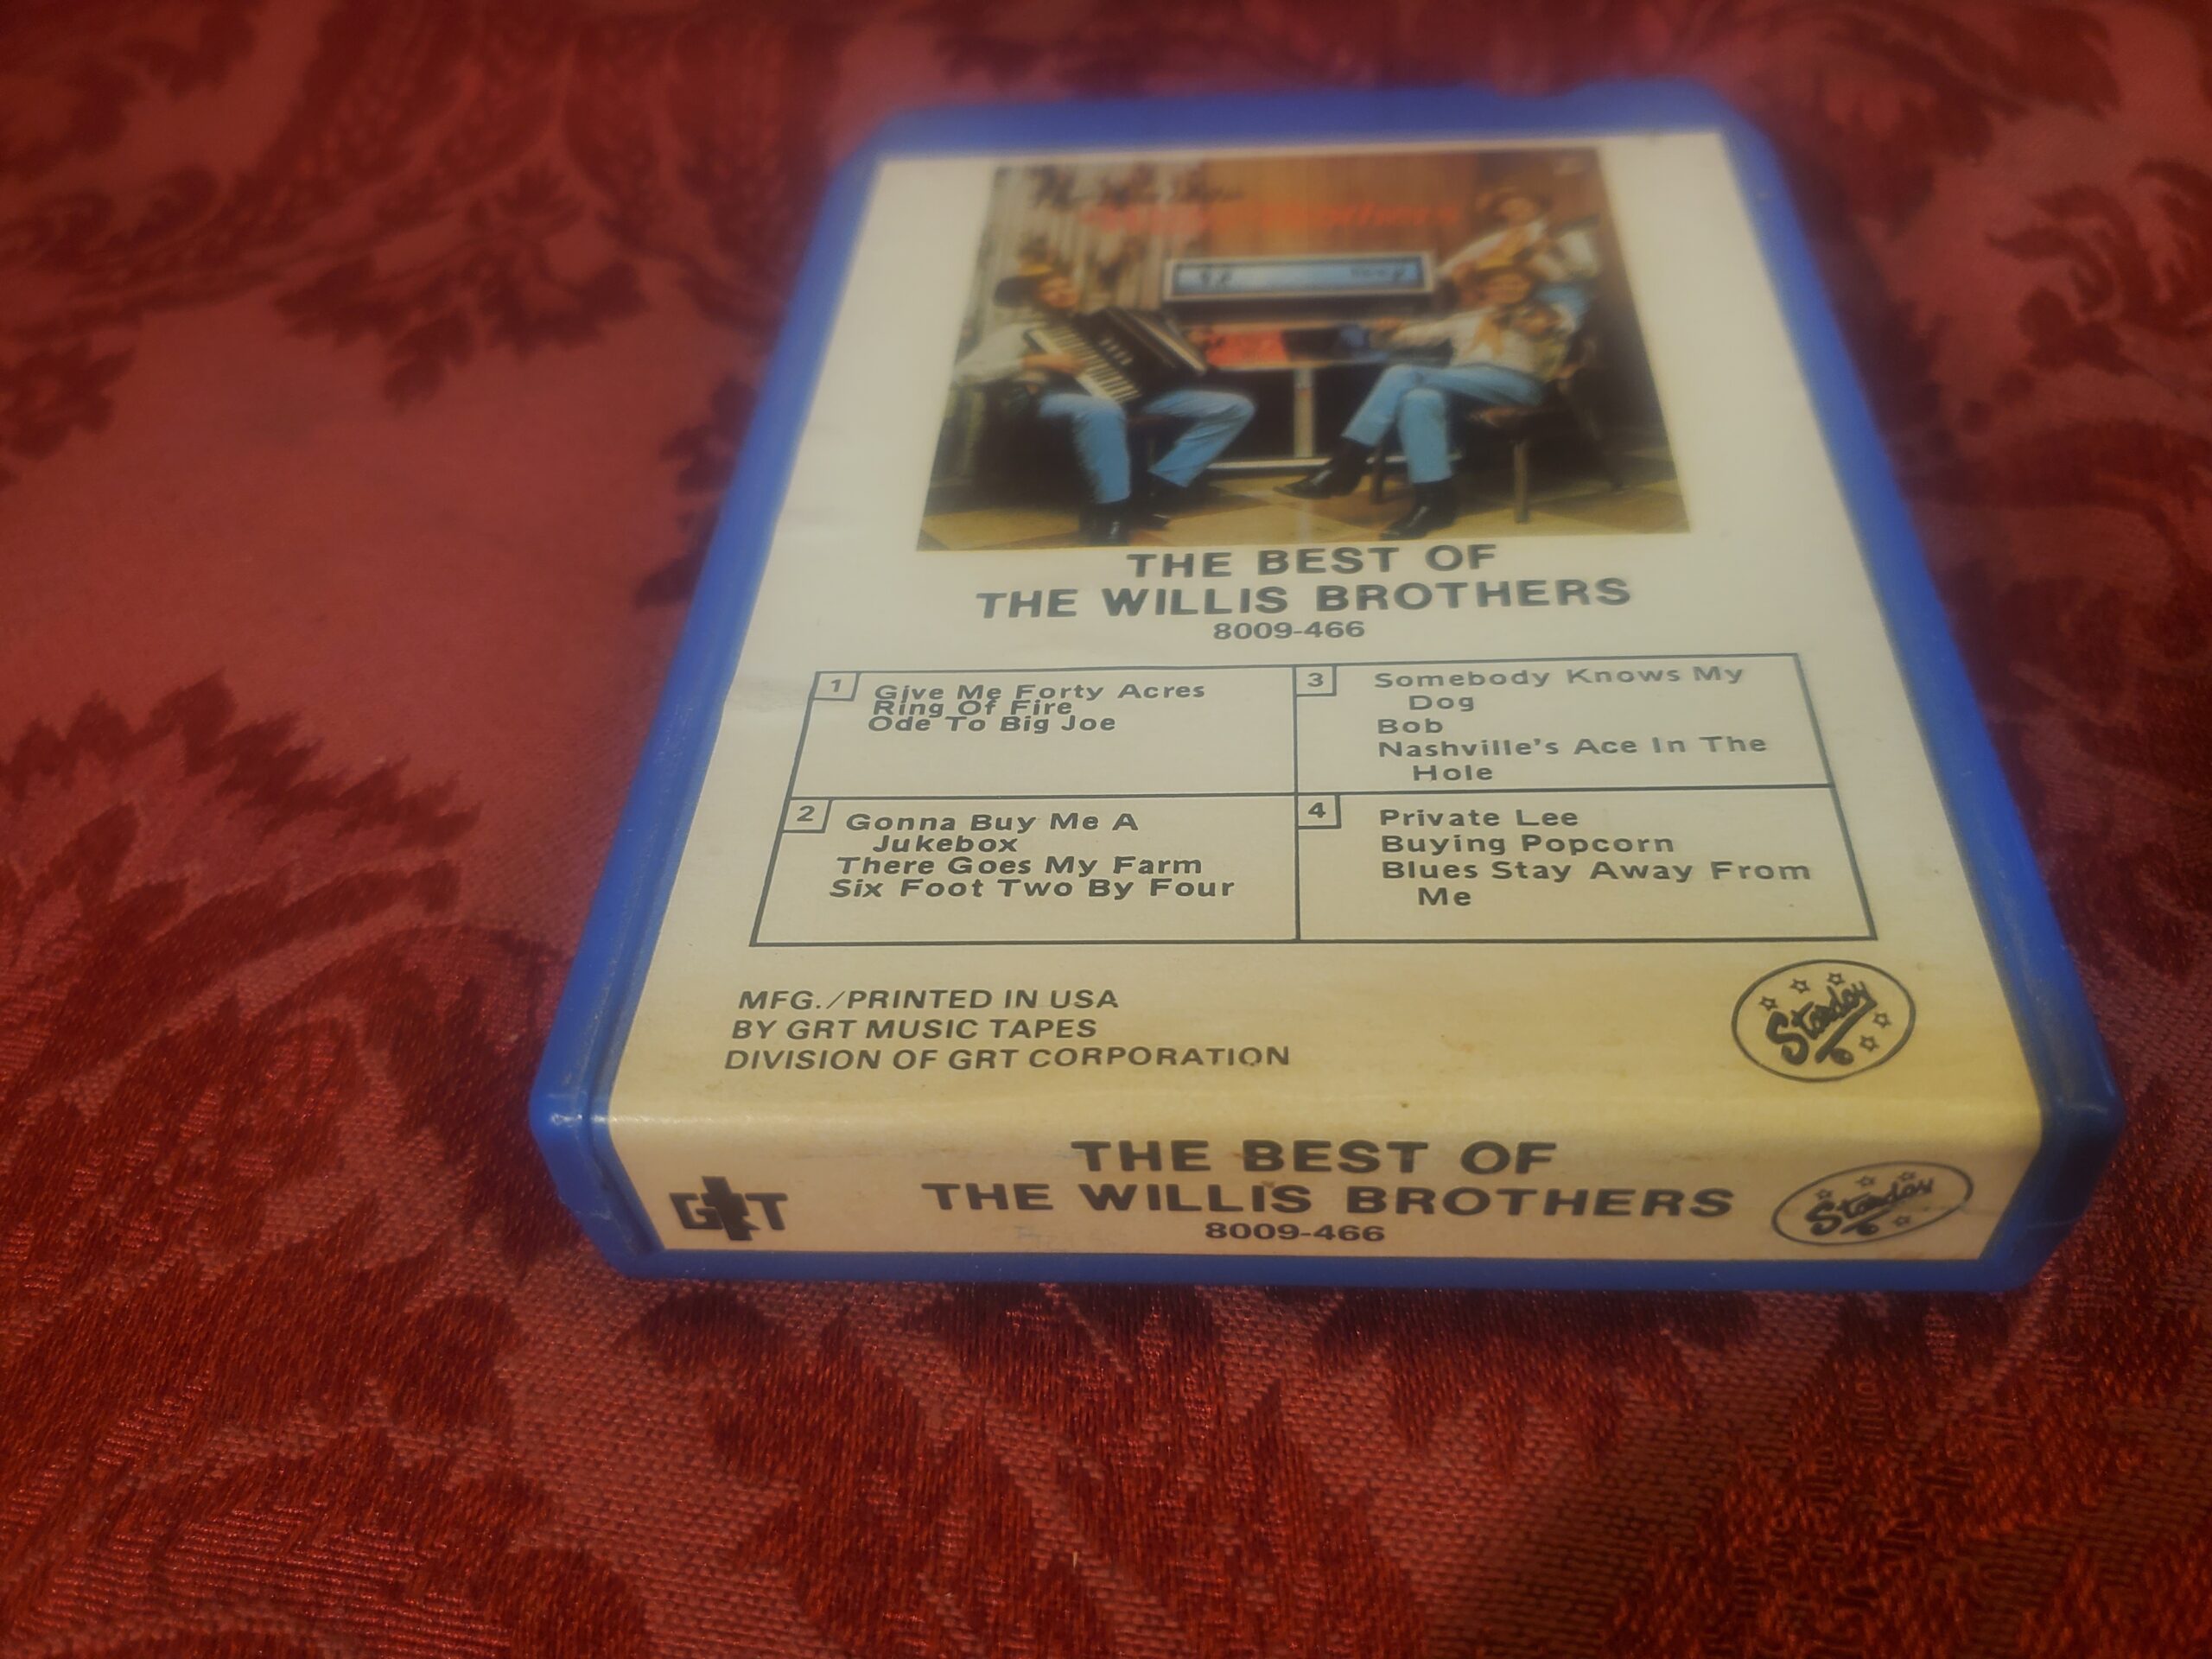 THE BEST OF
THE WILLIS BROTHERS
8009-466
1
Give Me Forty Acres
Ring Of Fire
Ode To Big Joe
2
Gonna Buy Me A
Jukebox
There Goes My Farm
Six Foot Two By Four
3
Somebody Knows My
Dog
Bob
Nashville's Ace In The
Hole
4
Private Lee
Buying Popcorn
Blues Stay Away From
Me
MFG./PRINTED IN USA
BY GRT MUSIC TAPES
DIVISION OF GRT CORPORATION
Starday
GRT
THE BEST OF
THE WILLIS BROTHERS
8009-466
Starday